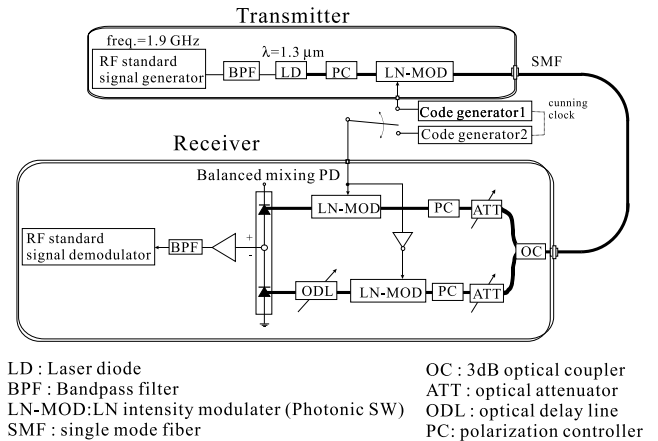 Transmitter
freq.=1.9 GHz
RF standard
signal generator
BPF
λ=1.3 μm
LD
PC
LN-MOD
SMF
Code generator1
Code generator2
cunning
clock
Receiver
Balanced mixing PD
LN-MOD
PC
ATT
RF standard
signal demodulator
BPF
+
-
OC
ODL
LN-MOD
PC
ATT
LD : Laser diode
BPF : Bandpass filter
LN-MOD:LN intensity modulater (Photonic SW)
SMF : single mode fiber
OC : 3dB optical coupler
ATT : optical attenuator
ODL : optical delay line
PC: polarization controller